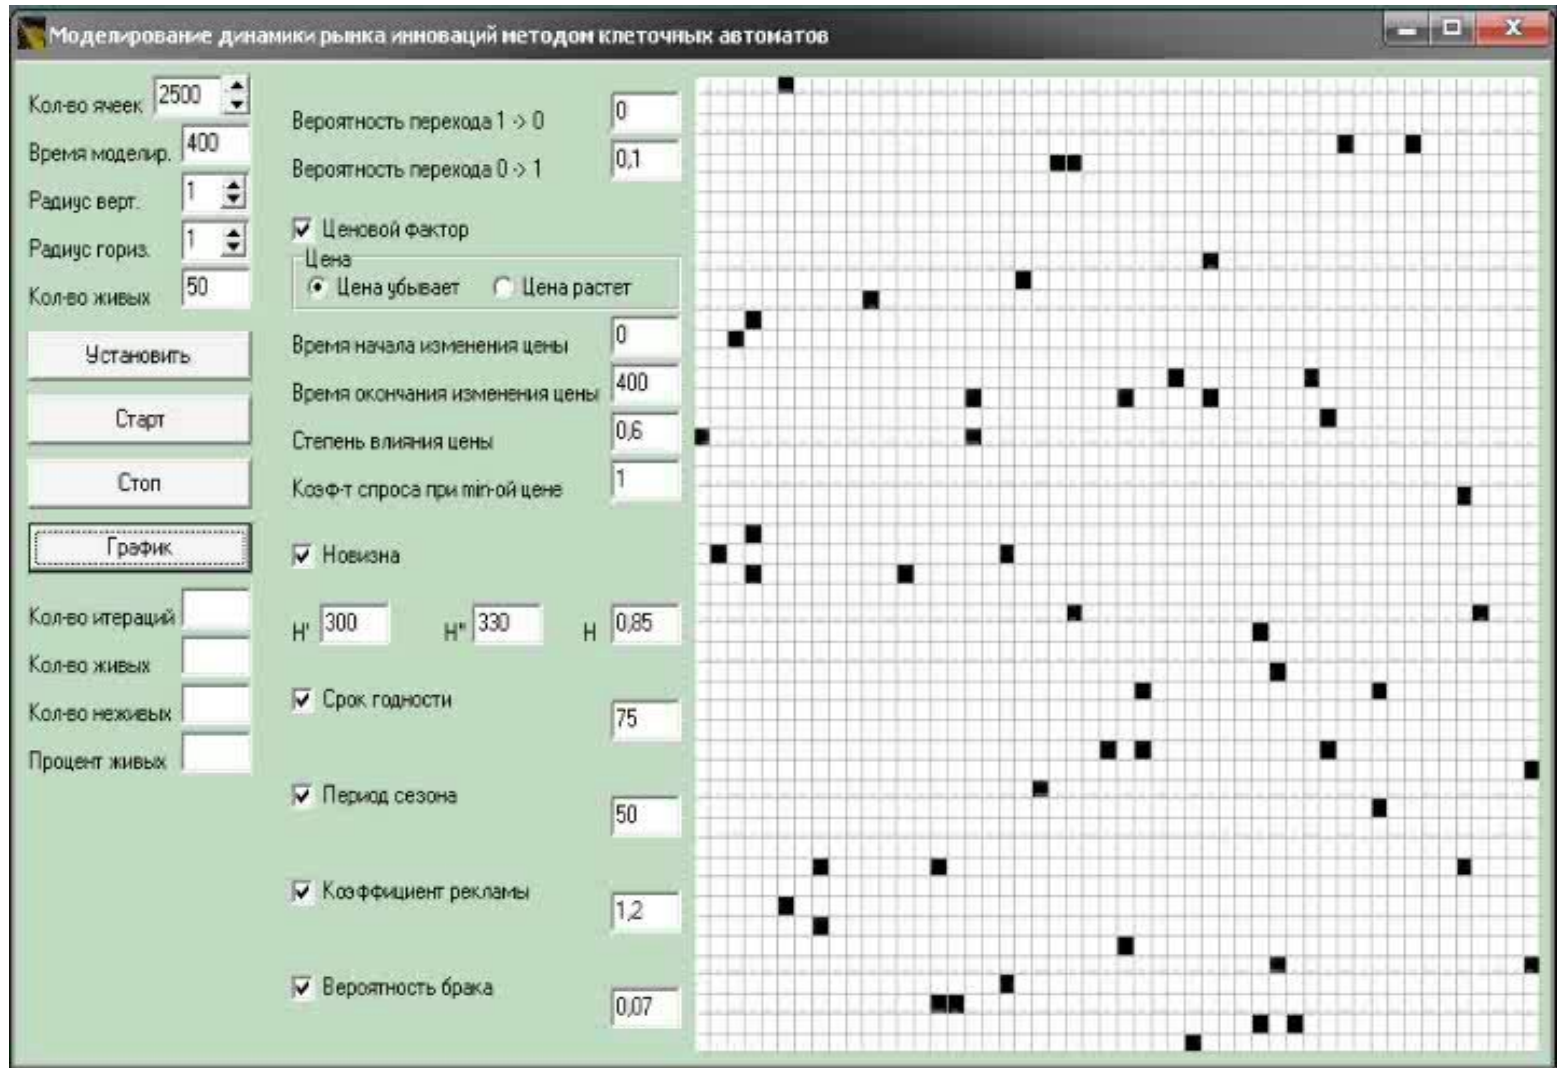 Моделирование динамики рынка инноваций методом клеточных автоматов
Кол-во ячеек 2500
Время моделир. 400
Радиус верт. 1
Радиус гориз. 1
Кол-во живых 50
Установить
Старт
Стоп
График
Кол-во итераций
Кол-во живых
Кол-во неживых
Процент живых
Вероятность перехода 1 -> 0 0
Вероятность перехода 0 -> 1 0,1
Ценовой фактор
Цена
Цена убывает Цена растет
Время начала изменения цены 0
Время окончания изменения цены 400
Степень влияния цены 0,6
Коэф-т спроса при min-ой цене 1
Новизна
Н' 300 Н" 330 Н 0,85
Срок годности 75
Период сезона 50
Коэффициент рекламы 1,2
Вероятность брака 0,07